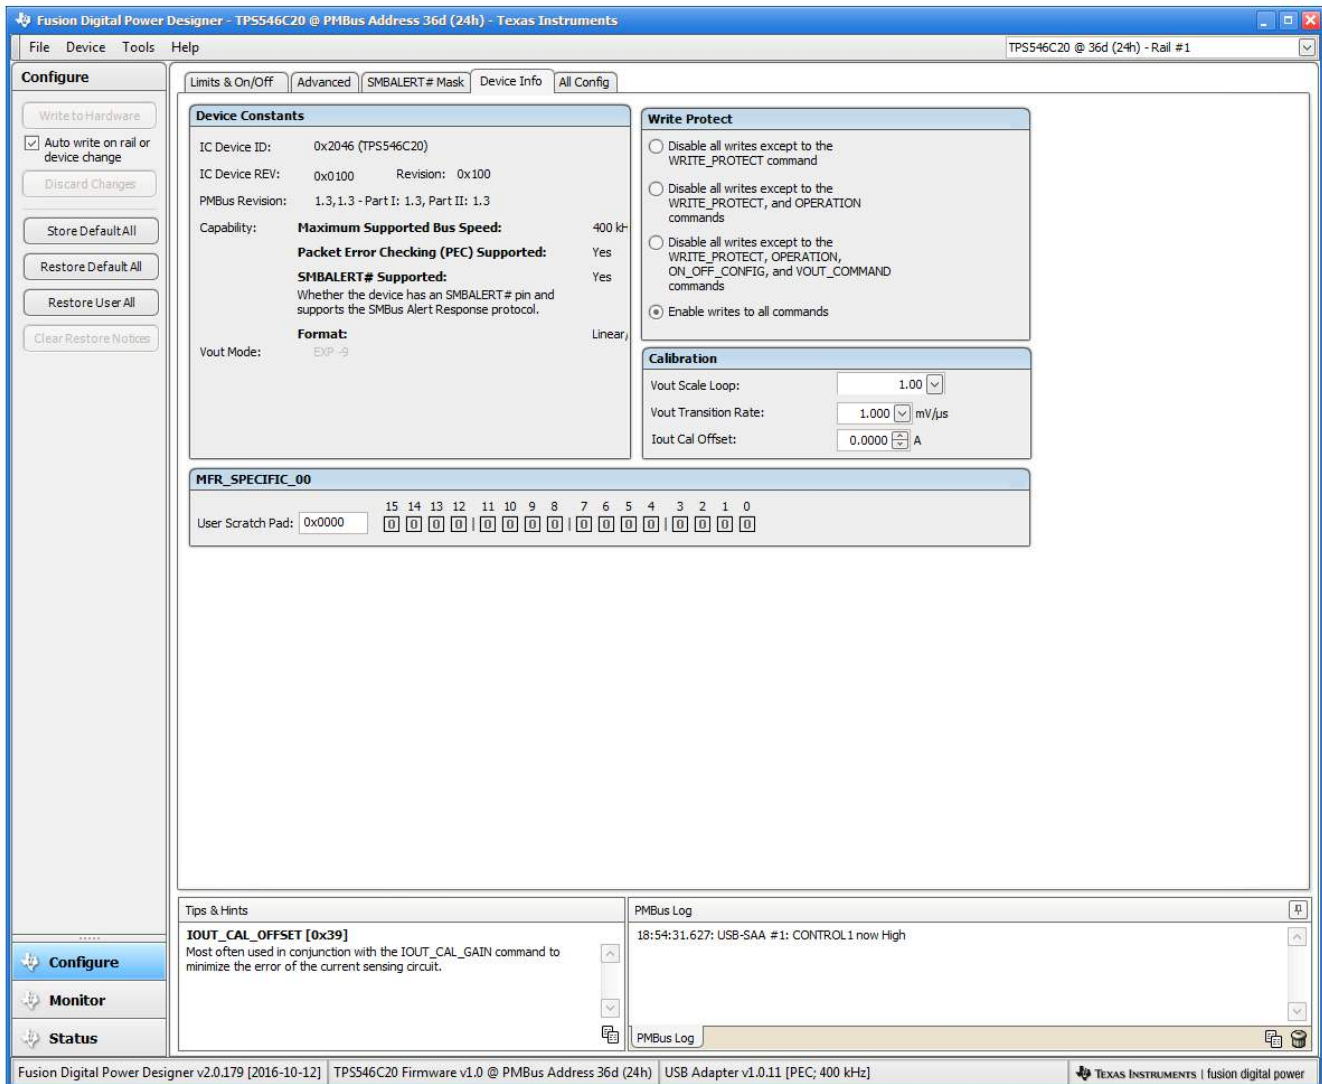 Fusion Digital Power Designer - TPS546C20 @ PMBus Address 36d (24h) - Texas Instruments
File Device Tools Help
TPS546C20 @ 36d (24h) - Rail #1
Configure
Write to Hardware
Auto write on rail or
device change
Discard Changes
Store Default All
Restore Default All
Restore User All
Clear Restore Notices
Limits & On/Off Advanced SMBALERT# Mask Device Info All Config
Device Constants
IC Device ID: 0x2046 (TPS546C20)
IC Device REV: 0x0100 Revision: 0x100
PMBus Revision: 1.3,1.3 - Part I: 1.3, Part II: 1.3
Capability: Maximum Supported Bus Speed: 400 kH
Packet Error Checking (PEC) Supported: Yes
SMBALERT# Supported: Yes
Whether the device has an SMBALERT# pin and
supports the SMBus Alert Response protocol.
Format: Linear,
Vout Mode: EXP -9
Write Protect
Disable all writes except to the
WRITE_PROTECT command
Disable all writes except to the
WRITE_PROTECT, and OPERATION
commands
Disable all writes except to the
WRITE_PROTECT, OPERATION,
ON_OFF_CONFIG, and VOUT_COMMAND
commands
Enable writes to all commands
Calibration
Vout Scale Loop: 1.00
Vout Transition Rate: 1.000 mV/µs
Iout Cal Offset: 0.0000 A
MFR_SPECIFIC_00
15 14 13 12 11 10 9 8 7 6 5 4 3 2 1 0
User Scratch Pad: 0x0000 0 0 0 0 | 0 0 0 0 | 0 0 0 0 | 0 0 0 0
Tips & Hints
IOUT_CAL_OFFSET [0x39]
Most often used in conjunction with the IOUT_CAL_GAIN command to
minimize the error of the current sensing circuit.
PMBus Log
18:54:31.627: USB-SAA #1: CONTROL1 now High
PMBus Log
Configure
Monitor
Status
Fusion Digital Power Designer v2.0.179 [2016-10-12] TPS546C20 Firmware v1.0 @ PMBus Address 36d (24h) USB Adapter v1.0.11 [PEC; 400 kHz] TEXAS INSTRUMENTS | fusion digital power